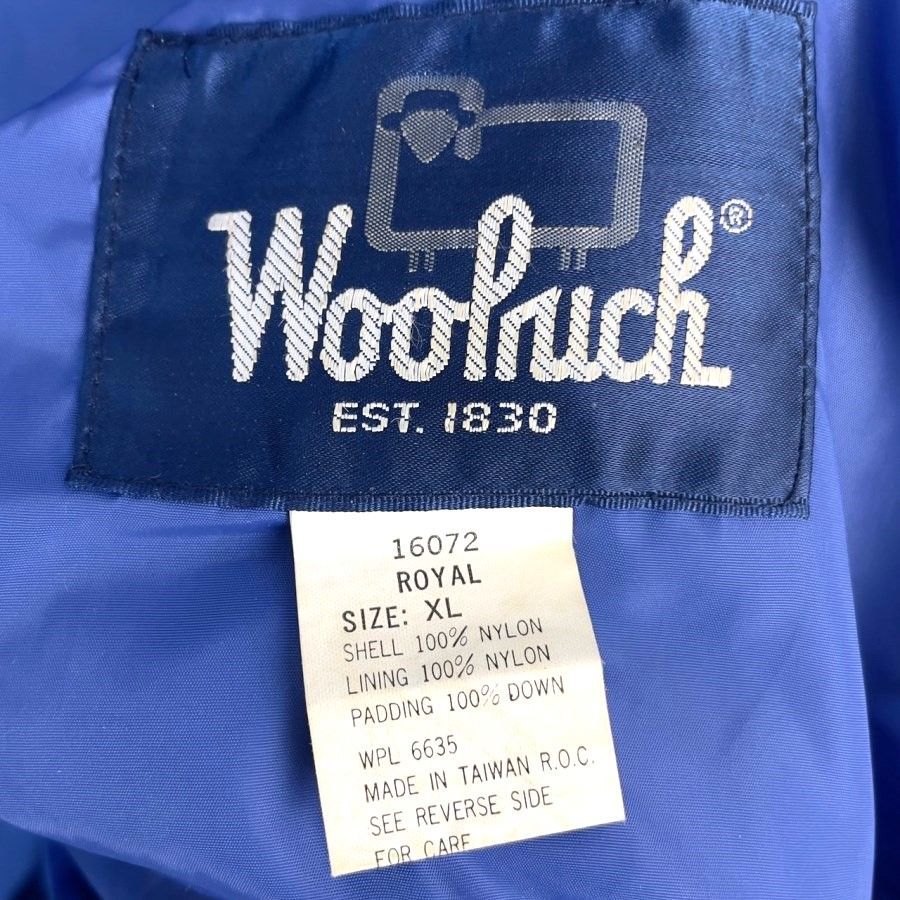 Woolrich®
EST. 1830
16072
ROYAL
SIZE: XL
SHELL 100% NYLON
LINING 100% NYLON
PADDING 100% DOWN
WPL 6635
MADE IN TAIWAN R.O.C.
SEE REVERSE SIDE
FOR CARE